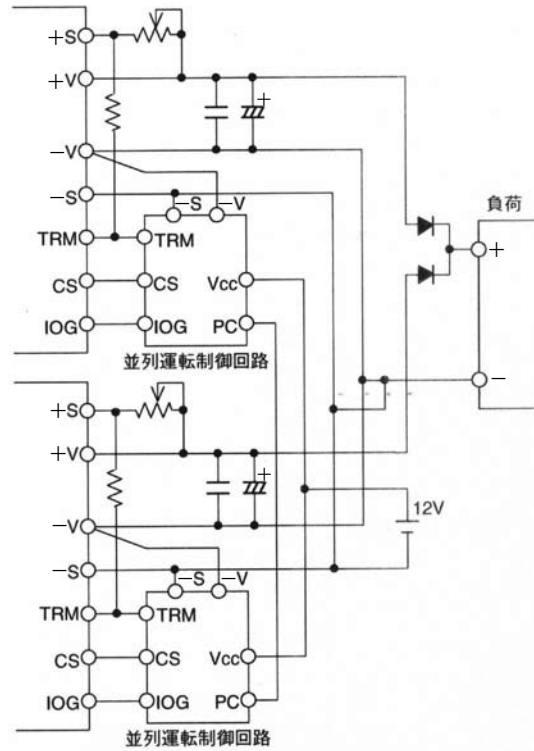 +S
+V
+
−V
−S
−S −V
TRM TRM
CS CS Vcc
IOG IOG PC
並列運転制御回路
負荷
+
−
+S
+V
+
−V
12V
−S
−S −V
TRM TRM
CS CS Vcc
IOG IOG PC
並列運転制御回路